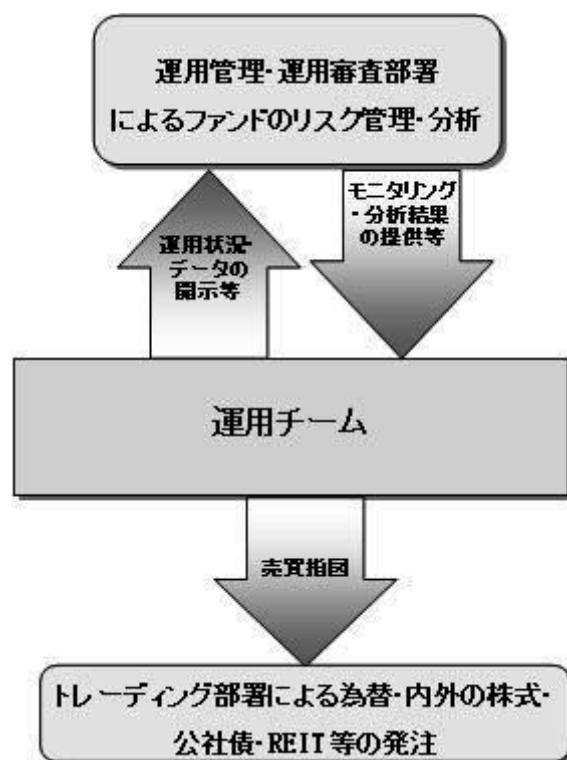 運用管理・運用審査部署
によるファンドのリスク管理・分析
モニタリング
・分析結果
の提供等
運用状況・
データの
開示等
運用チーム
売買指図
トレーディング部署による為替・内外の株式・
公社債・REIT等の発注